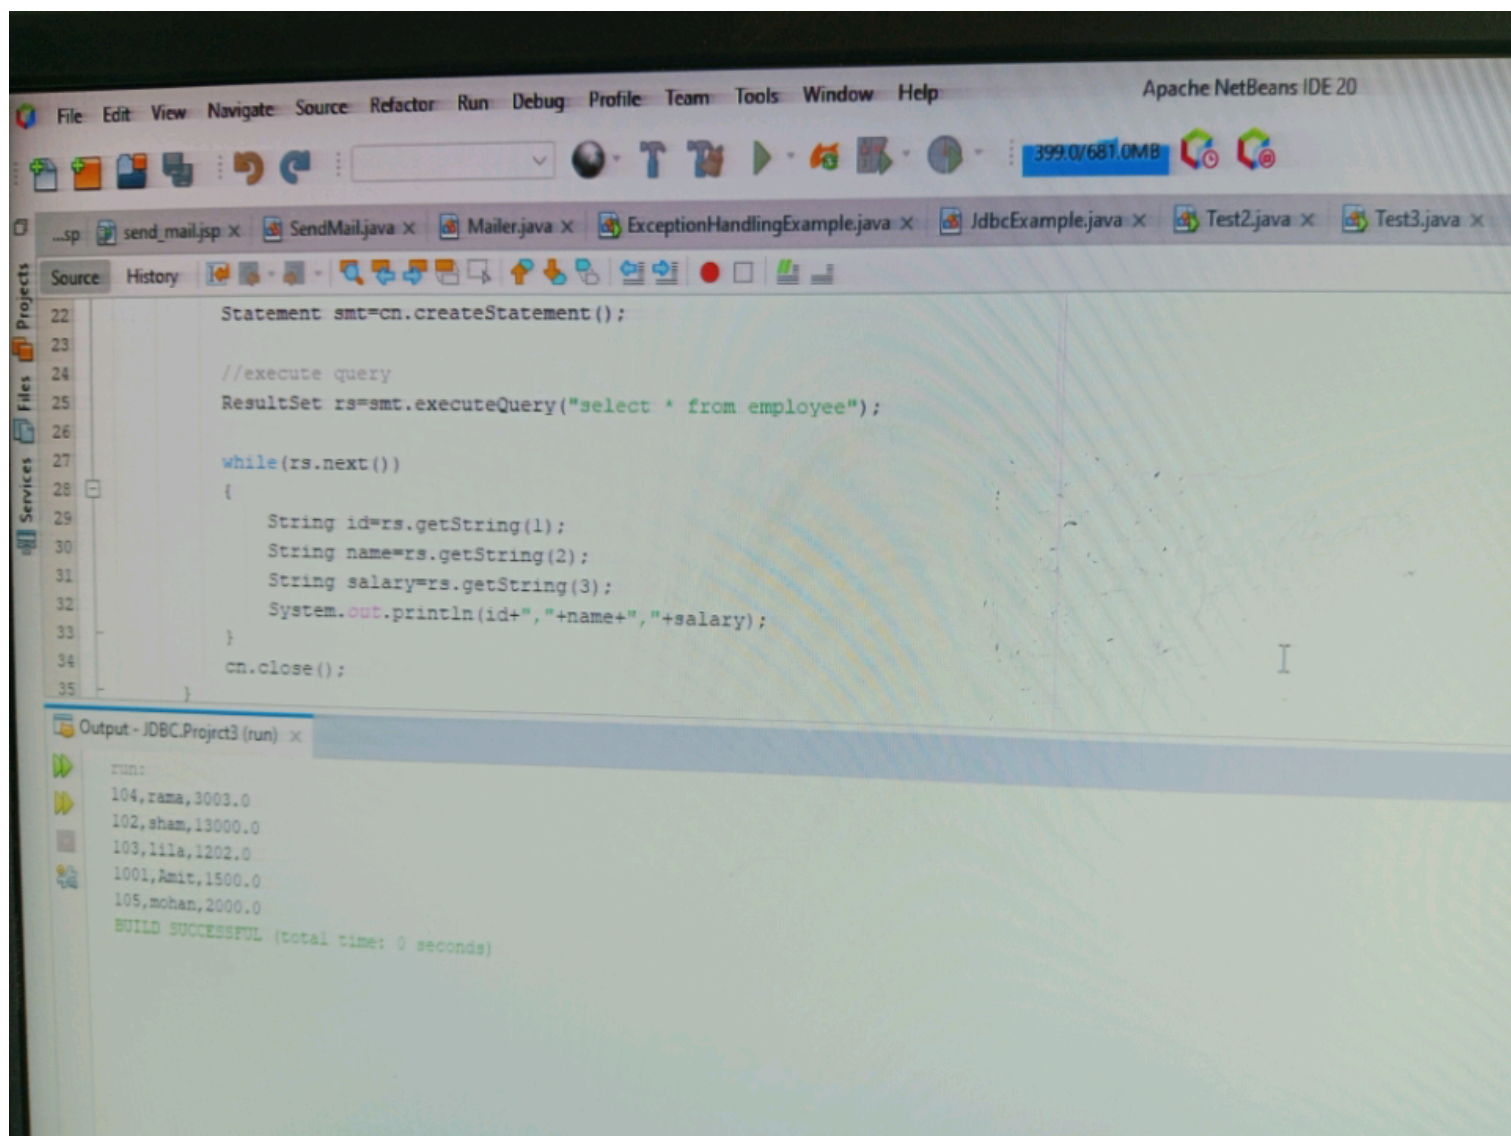 File Edit View Navigate Source Refactor Run Debug Profile Team Tools Window Help Apache NetBeans IDE 20
399.0/681.0MB
...sp send_mail.jsp SendMail.java Mailer.java ExceptionHandlingExample.java JdbcExample.java Test2.java Test3.java
Source History
Projects
Files
Services
22 Statement smt=cn.createStatement();
23
24 //execute query
25 ResultSet rs=smt.executeQuery("select * from employee");
26
27 while(rs.next())
28 {
29 String id=rs.getString(1);
30 String name=rs.getString(2);
31 String salary=rs.getString(3);
32 System.out.println(id+","+name+","+salary);
33 }
34 cn.close();
35 }
Output - JDBC.Projrct3 (run)
run:
104,rama,3003.0
102,sham,13000.0
103,lila,1202.0
1001,Amit,1500.0
105,mohan,2000.0
BUILD SUCCESSFUL (total time: 0 seconds)